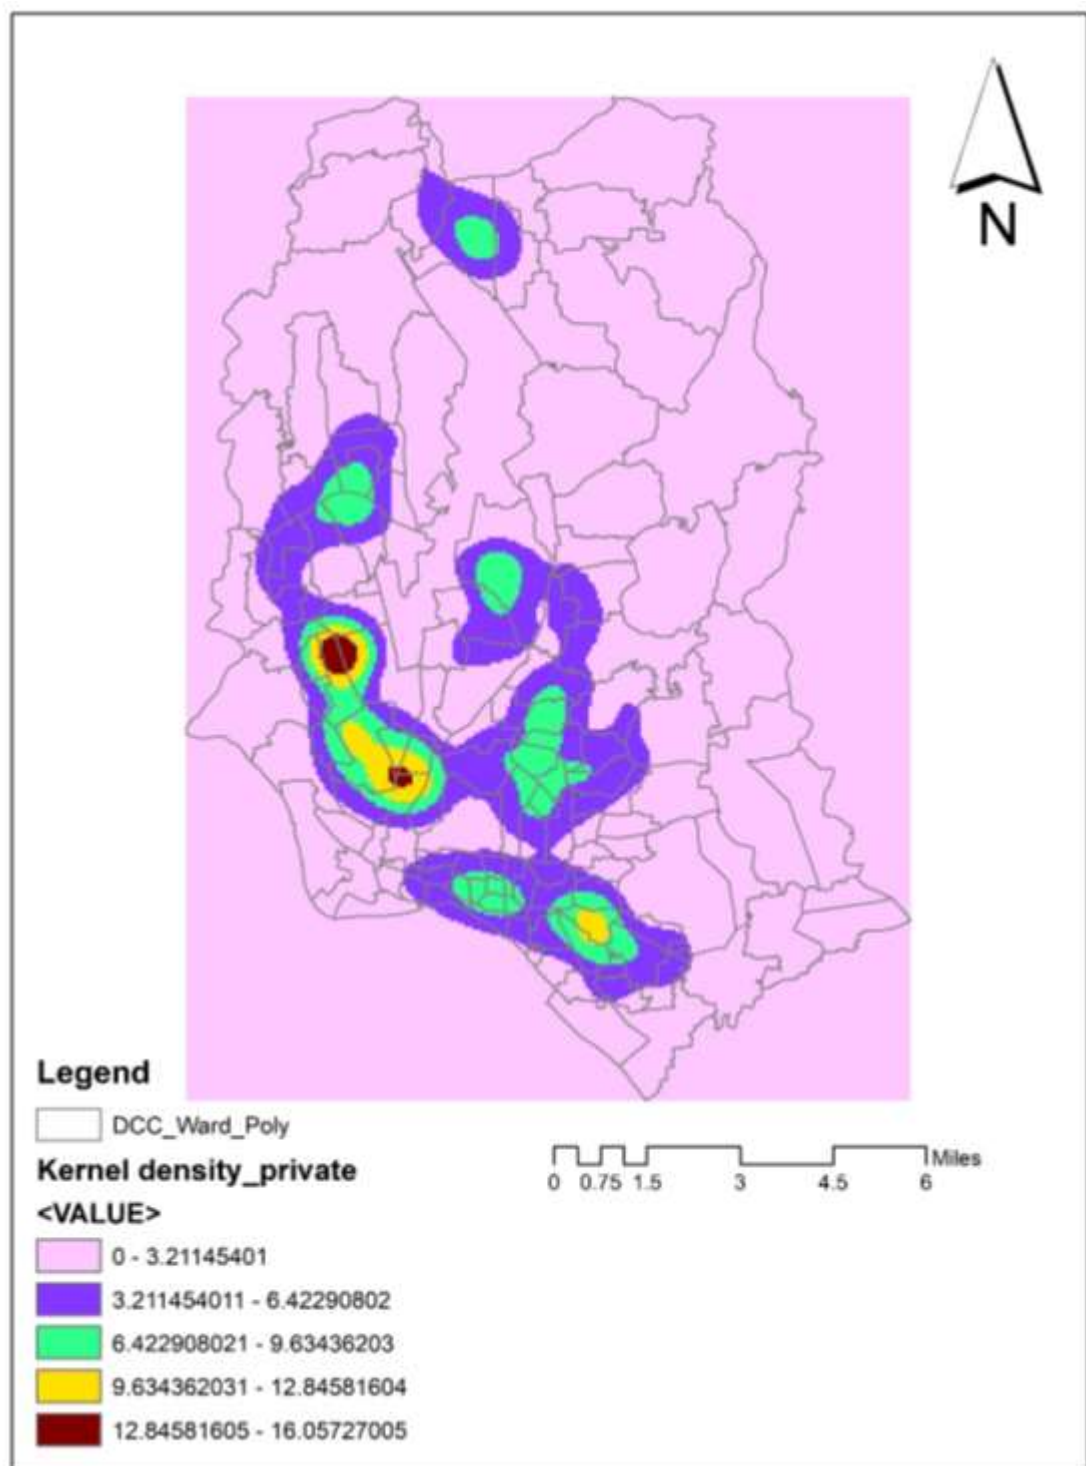 N
Legend
DCC_Ward_Poly
Kernel density_private
<VALUE>
0 - 3.21145401
3.211454011 - 6.42290802
6.422908021 - 9.63436203
9.634362031 - 12.84581604
12.84581605 - 16.05727005
Miles
0 0.75 1.5 3 4.5 6